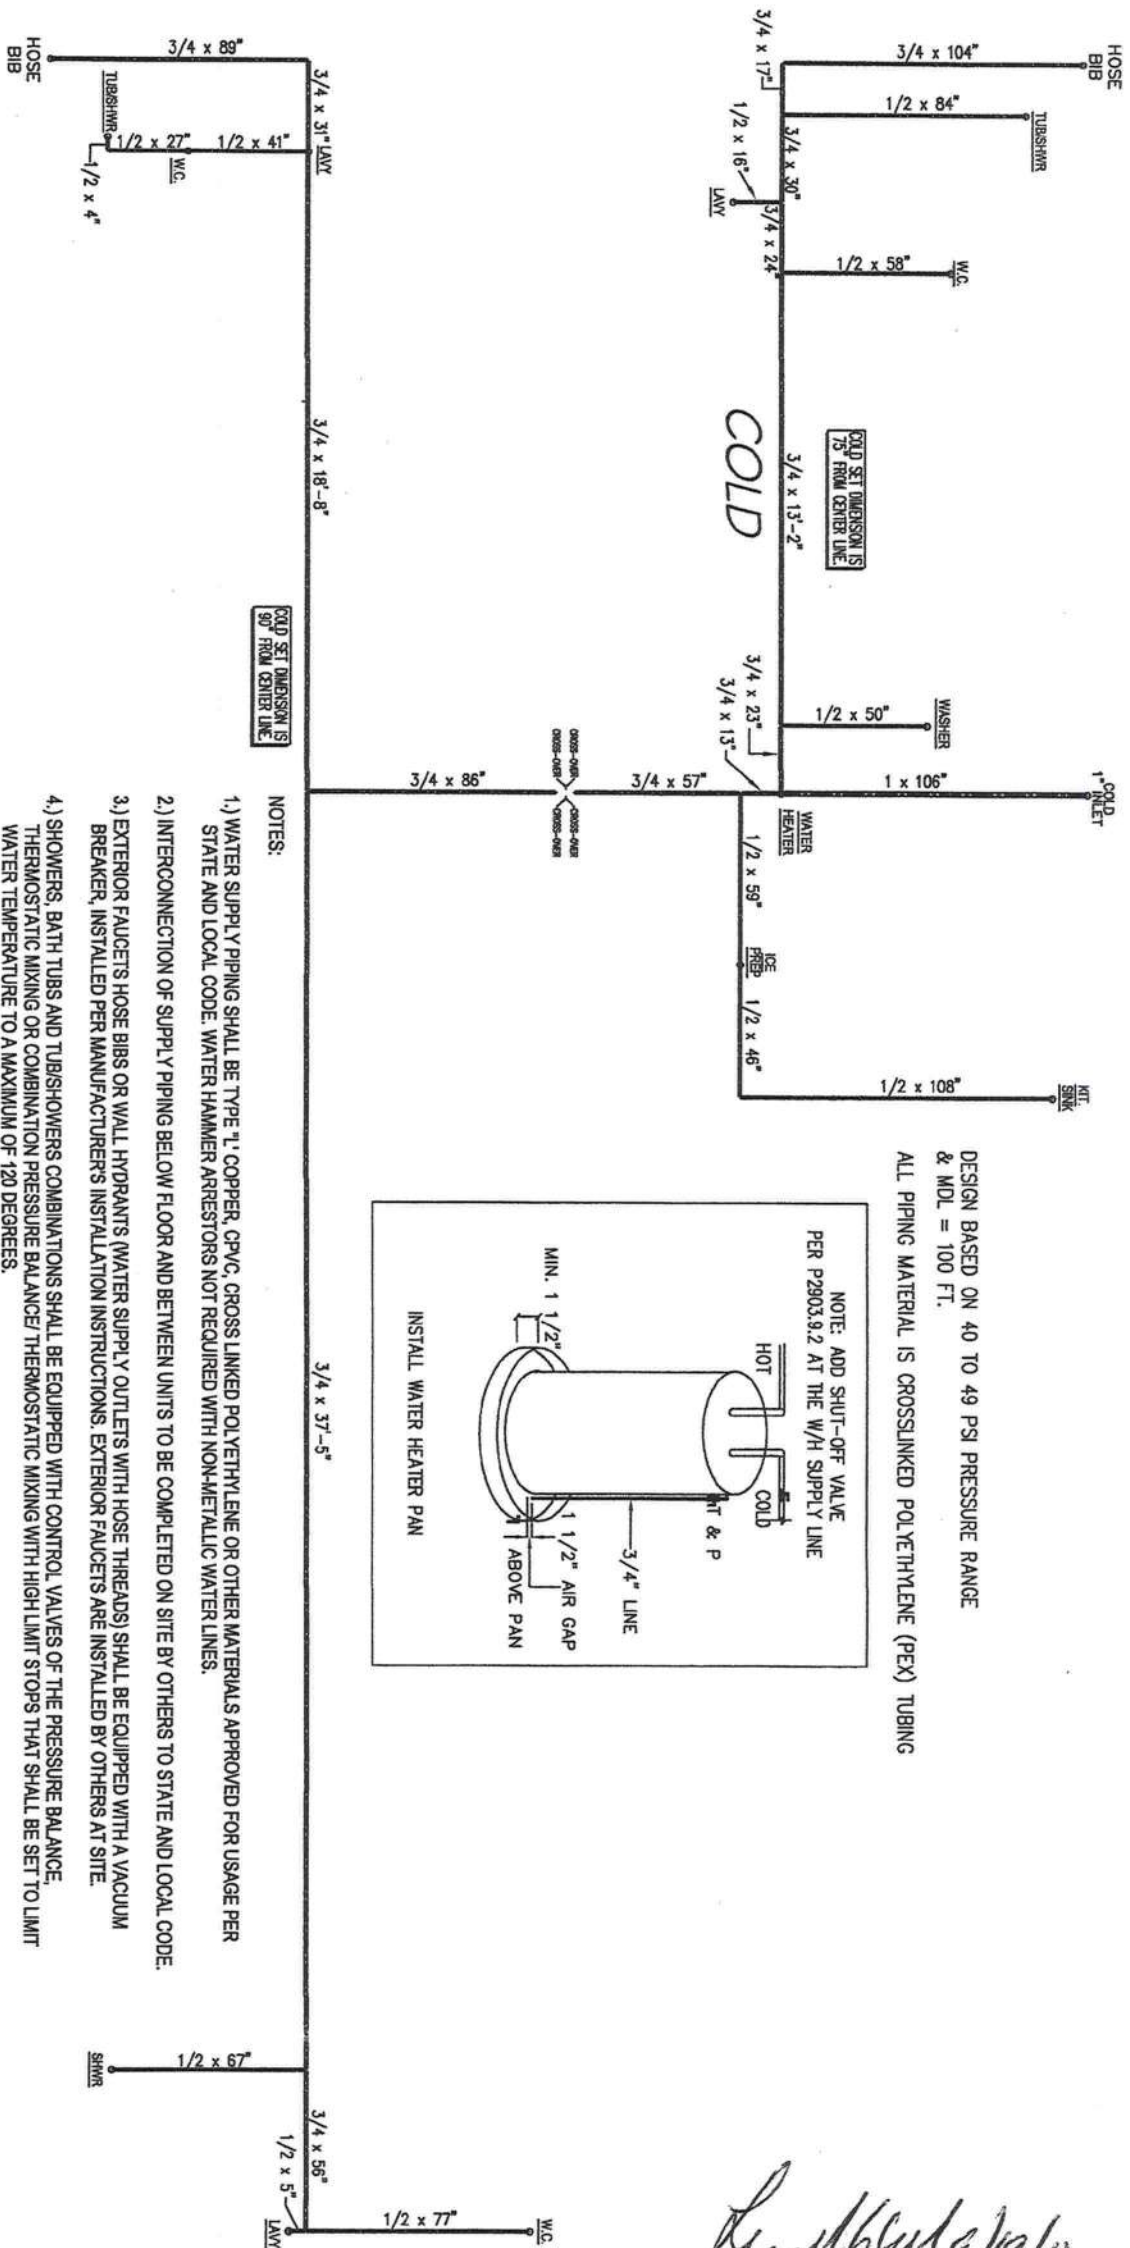 HOSE
BIB
3/4 x 104"
3/4 x 17"
1/2 x 84"
TUB/SHWR
3/4 x 30"
1/2 x 16"
LAVY
3/4 x 24"
1/2 x 58"
W.C.
COLD SET DIMENSION IS
75" FROM CENTER LINE.
3/4 x 13'-2"
COLD
WASHER
1/2 x 50"
3/4 x 23"
3/4 x 13"
1" COLD
INLET
1 x 106"
WATER
HEATER
3/4 x 57"
CROSS-OVER CROSS-OVER
CROSS-OVER CROSS-OVER
3/4 x 86"
1/2 x 59"
ICE
PREP
1/2 x 46"
1/2 x 108"
KIT.
SINK
3/4 x 89"
HOSE
BIB
3/4 x 31"
LAVY
1/2 x 41"
W.C.
1/2 x 27"
TUB/SHWR
1/2 x 4"
3/4 x 18'-8"
COLD SET DIMENSION IS
90" FROM CENTER LINE.
3/4 x 37'-5"
1/2 x 67"
SHWR
3/4 x 56"
1/2 x 5"
LAVY
1/2 x 77"
W.C.
DESIGN BASED ON 40 TO 49 PSI PRESSURE RANGE
& MDL = 100 FT.
ALL PIPING MATERIAL IS CROSSLINKED POLYETHYLENE (PEX) TUBING
NOTE: ADD SHUT-OFF VALVE
PER P2903.9.2 AT THE W/H SUPPLY LINE
HOT
COLD
T & P
3/4" LINE
MIN. 1 1/2"
1 1/2" AIR GAP
ABOVE PAN
INSTALL WATER HEATER PAN
NOTES:
1.) WATER SUPPLY PIPING SHALL BE TYPE "L' COPPER, CPVC, CROSS LINKED POLYETHYLENE OR OTHER MATERIALS APPROVED FOR USAGE PER
STATE AND LOCAL CODE. WATER HAMMER ARRESTORS NOT REQUIRED WITH NON-METALLIC WATER LINES.
2.) INTERCONNECTION OF SUPPLY PIPING BELOW FLOOR AND BETWEEN UNITS TO BE COMPLETED ON SITE BY OTHERS TO STATE AND LOCAL CODE.
3.) EXTERIOR FAUCETS HOSE BIBS OR WALL HYDRANTS (WATER SUPPLY OUTLETS WITH HOSE THREADS) SHALL BE EQUIPPED WITH A VACUUM
BREAKER, INSTALLED PER MANUFACTURER'S INSTALLATION INSTRUCTIONS. EXTERIOR FAUCETS ARE INSTALLED BY OTHERS AT SITE.
4.) SHOWERS, BATH TUBS AND TUB/SHOWERS COMBINATIONS SHALL BE EQUIPPED WITH CONTROL VALVES OF THE PRESSURE BALANCE,
THERMOSTATIC MIXING OR COMBINATION PRESSURE BALANCE/ THERMOSTATIC MIXING WITH HIGH LIMIT STOPS THAT SHALL BE SET TO LIMIT
WATER TEMPERATURE TO A MAXIMUM OF 120 DEGREES.